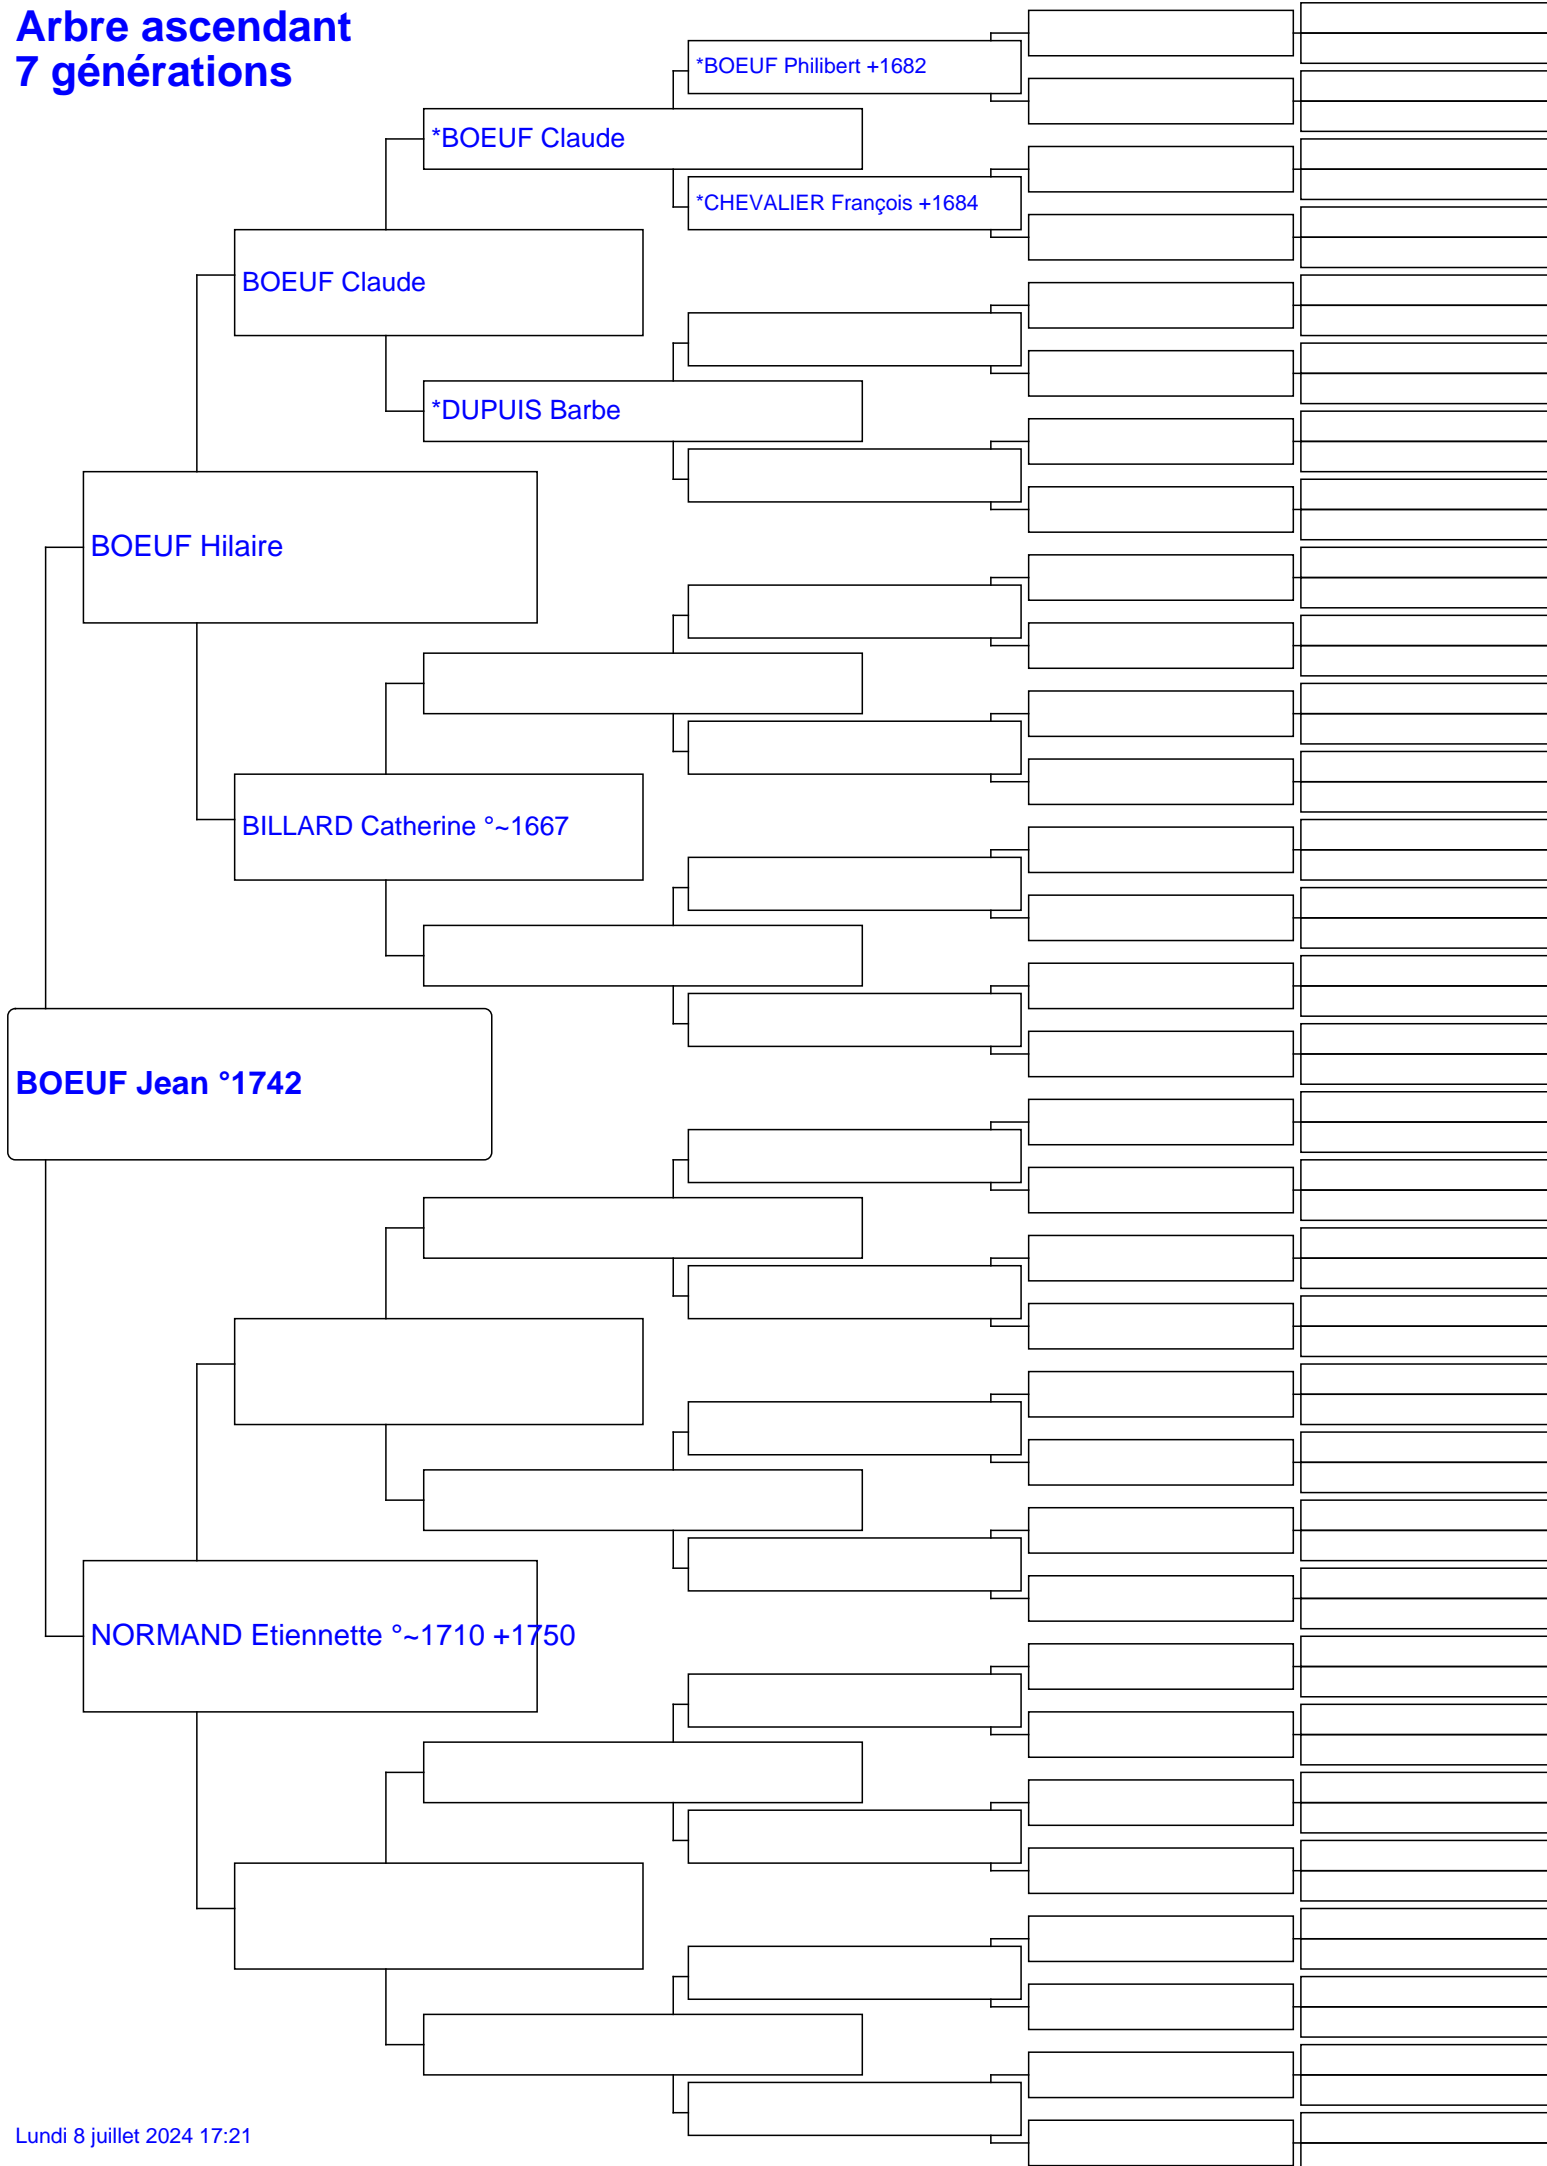 Arbre ascendant
7 générations
*BOEUF Philibert +1682
*BOEUF Claude
*CHEVALIER François +1684
BOEUF Claude
*DUPUIS Barbe
BOEUF Hilaire
BILLARD Catherine °~1667
BOEUF Jean °1742
NORMAND Etiennette °~1710 +1750
Lundi 8 juillet 2024 17:21